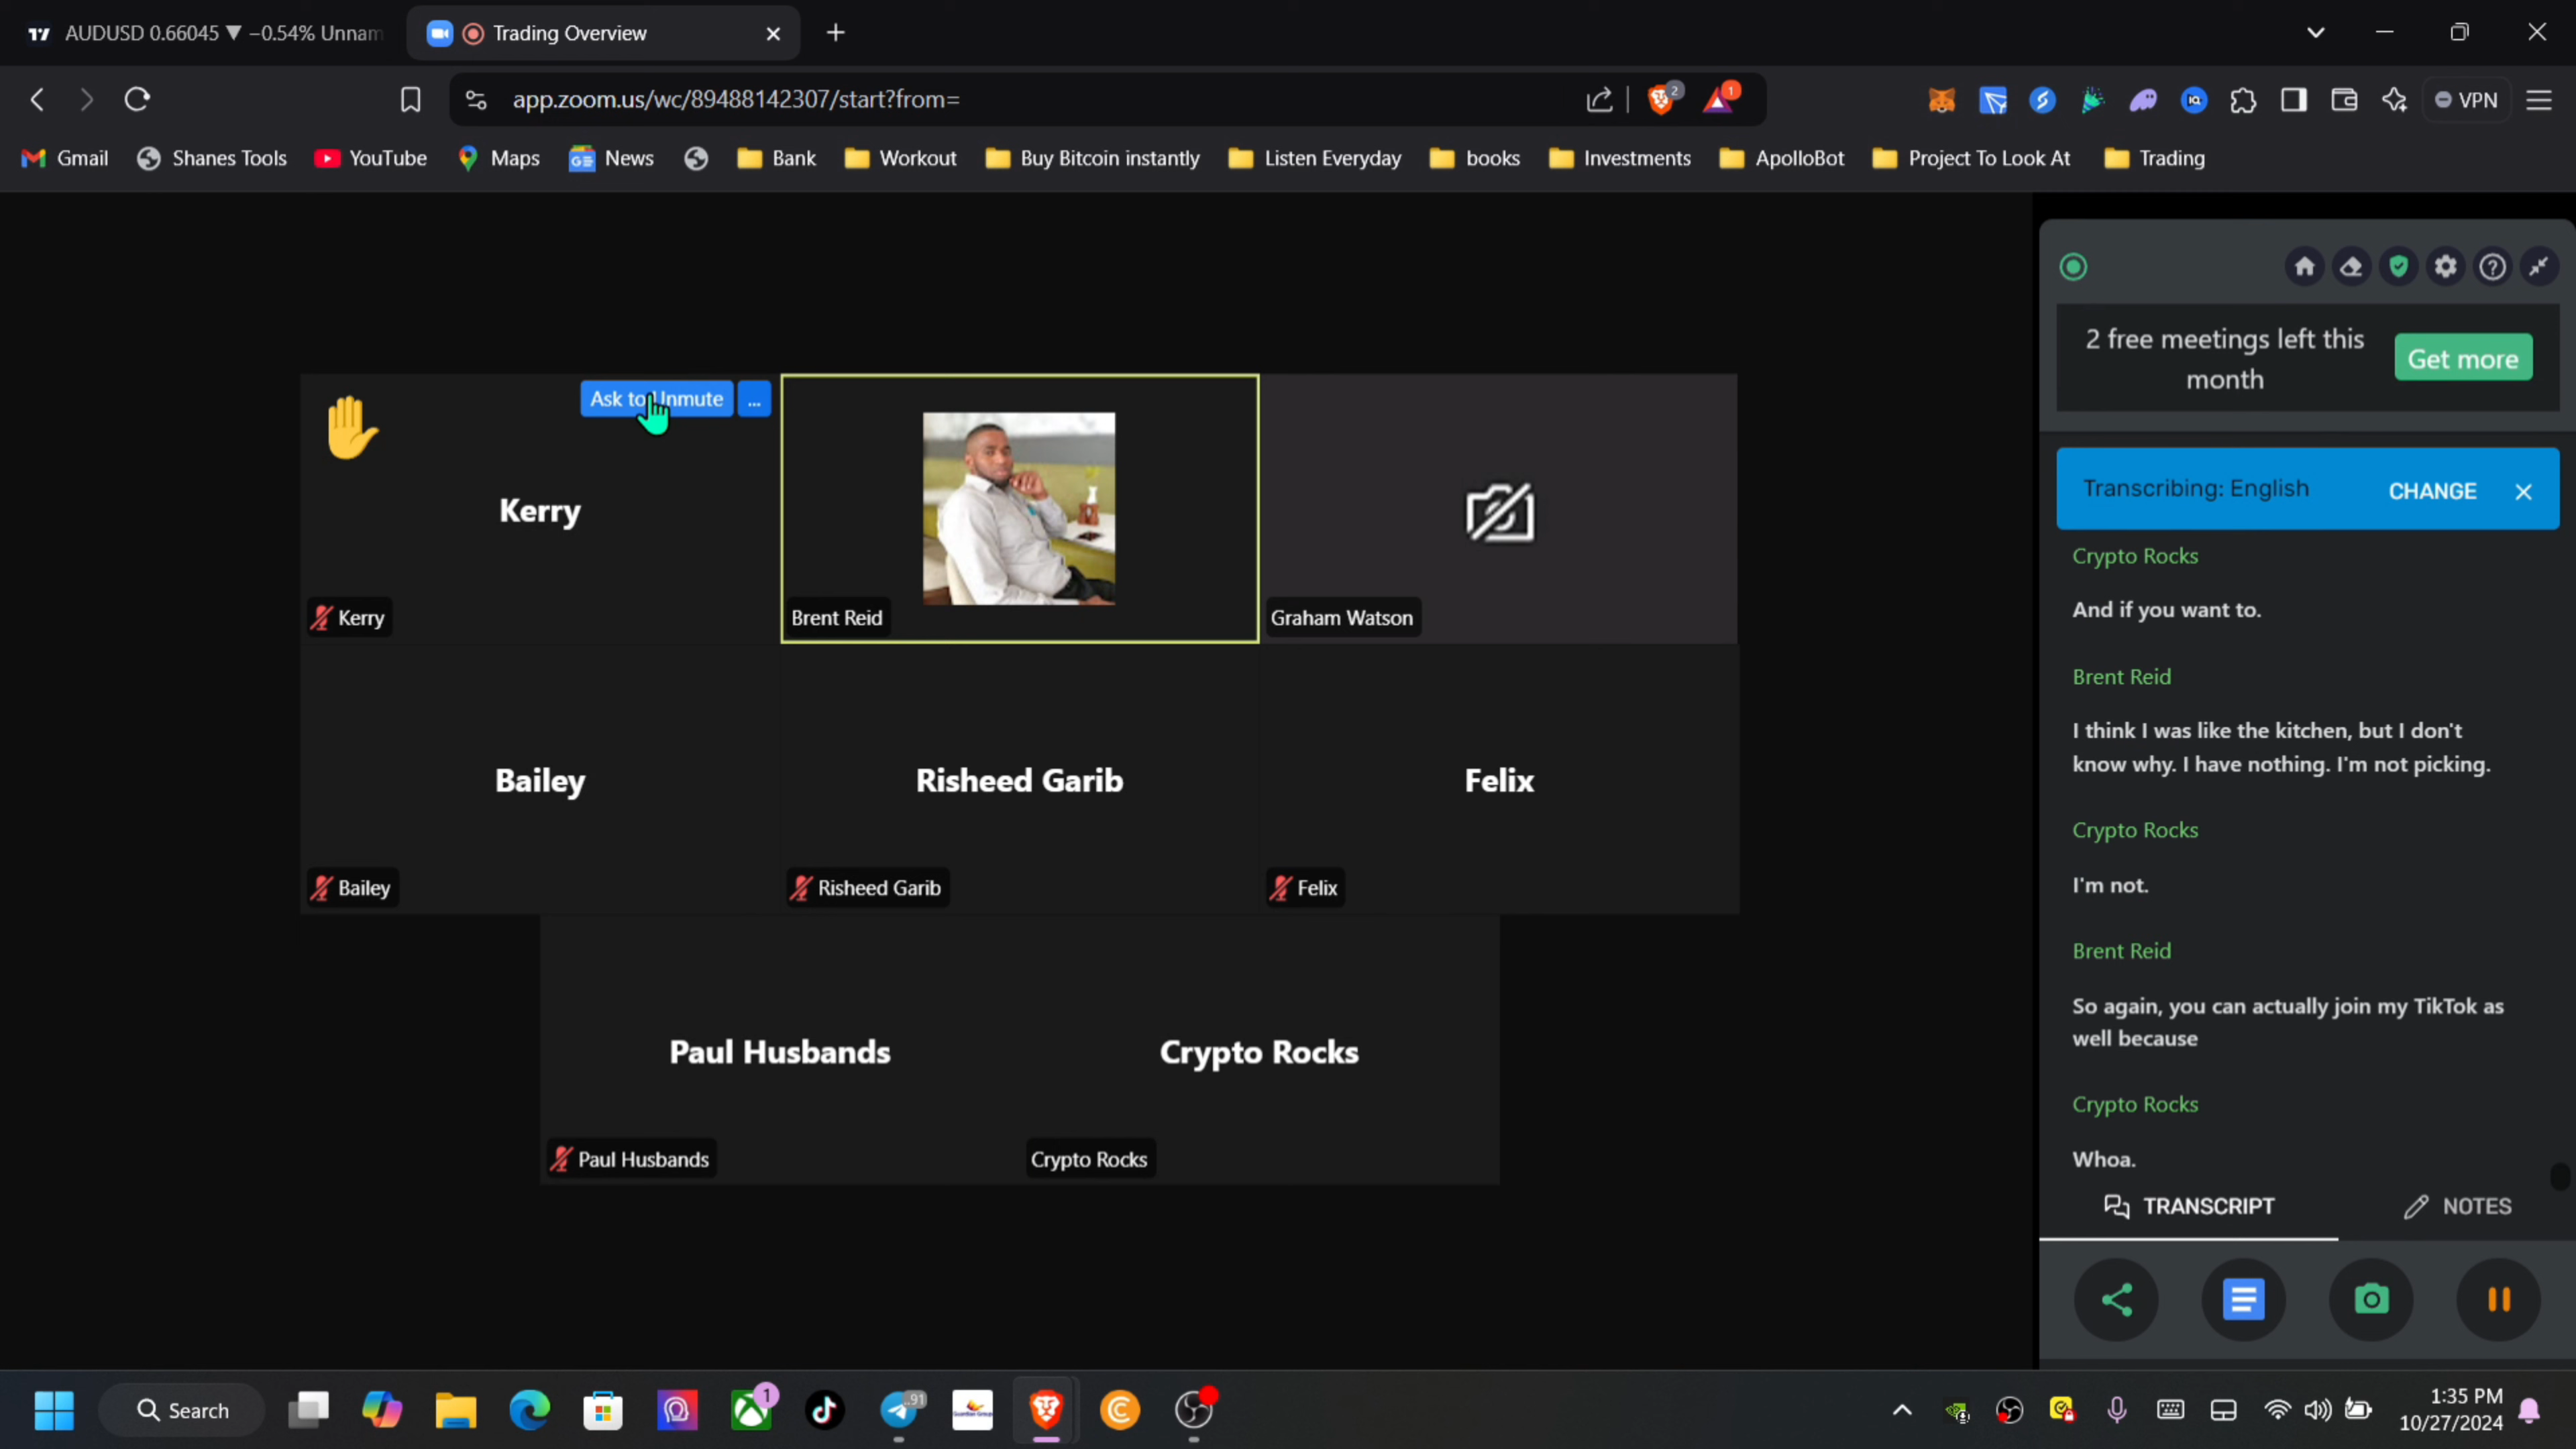 AUDUSD 0.66045 ▼ −0.54% Unnam
Trading Overview
app.zoom.us/wc/89488142307/start?from=
2
1
VPN
Gmail
Shanes Tools
YouTube
Maps
News
Bank
Workout
Buy Bitcoin instantly
Listen Everyday
books
Investments
ApolloBot
Project To Look At
Trading
2 free meetings left this
month
Get more
Transcribing: English
CHANGE
Ask to Unmute
...
Kerry
Kerry
Brent Reid
Graham Watson
Bailey
Bailey
Risheed Garib
Risheed Garib
Felix
Felix
Paul Husbands
Paul Husbands
Crypto Rocks
Crypto Rocks
Crypto Rocks
And if you want to.
Brent Reid
I think I was like the kitchen, but I don't
know why. I have nothing. I'm not picking.
Crypto Rocks
I'm not.
Brent Reid
So again, you can actually join my TikTok as
well because
Crypto Rocks
Whoa.
TRANSCRIPT
NOTES
Search
1
91
1:35 PM
10/27/2024